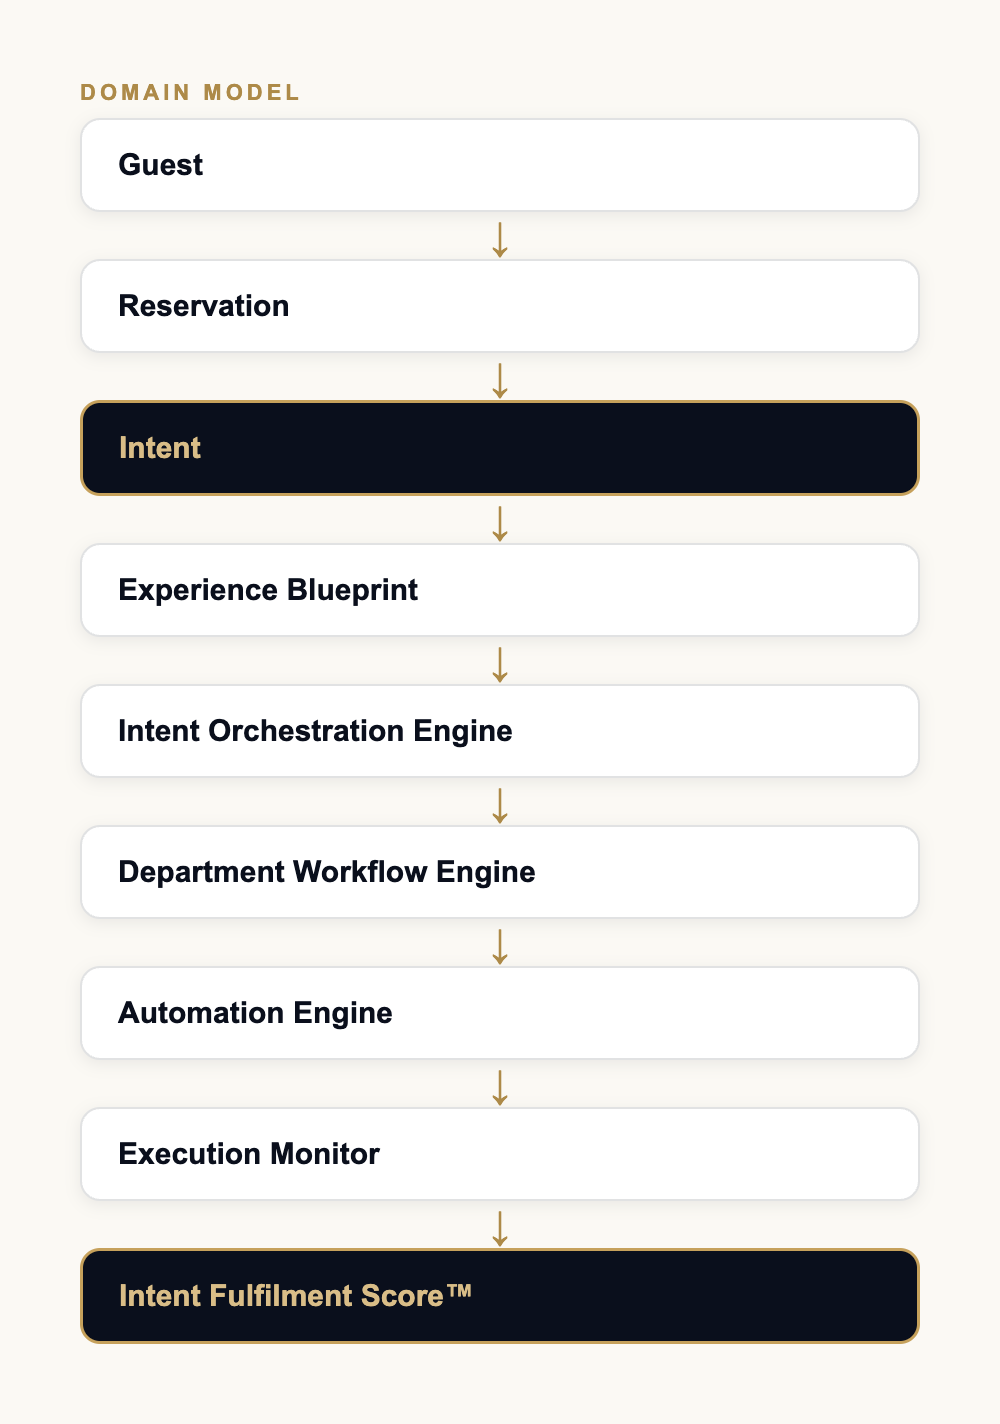 DOMAIN MODEL
Guest
↓
Reservation
↓
Intent
↓
Experience Blueprint
↓
Intent Orchestration Engine
↓
Department Workflow Engine
↓
Automation Engine
↓
Execution Monitor
↓
Intent Fulfilment Score™